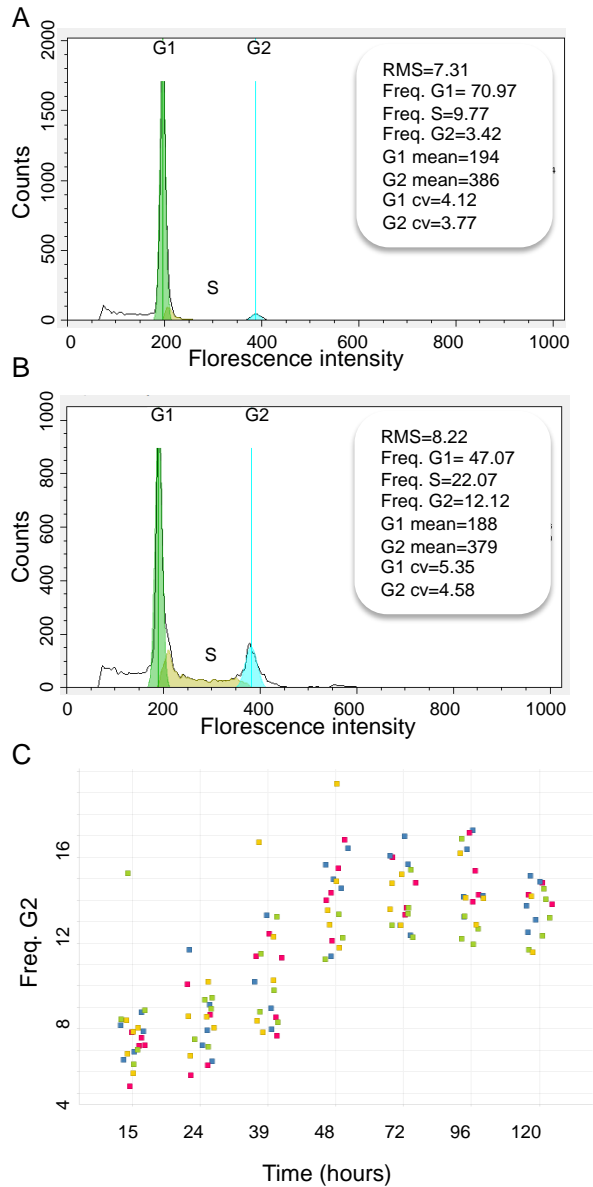 A
G1
G2
2000
1500
1000
500
0
Counts
S
RMS=7.31
Freq. G1= 70.97
Freq. S=9.77
Freq. G2=3.42
G1 mean=194
G2 mean=386
G1 cv=4.12
G2 cv=3.77
0 200 400 600 800 1000
Florescence intensity
B
G1
G2
1000
800
600
400
200
0
Counts
S
RMS=8.22
Freq. G1= 47.07
Freq. S=22.07
Freq. G2=12.12
G1 mean=188
G2 mean=379
G1 cv=5.35
G2 cv=4.58
0 200 400 600 800 1000
Florescence intensity
C
16
12
8
4
Freq. G2
15 24 39 48 72 96 120
Time (hours)